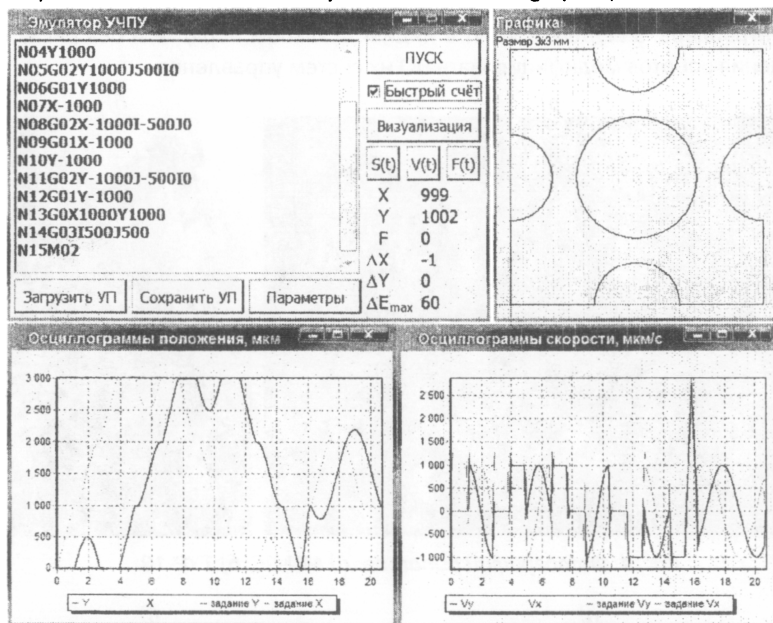 Эмулятор УЧПУ
N04Y1000
N05G02Y1000J500I0
N06G01Y1000
N07X-1000
N08G02X-1000I-500J0
N09G01X-1000
N10Y-1000
N11G02Y-1000J-500I0
N12G01Y-1000
N13G0X1000Y1000
N14G03I500J500
N15M02
ПУСК
Быстрый счёт
Визуализация
S(t) V(t) F(t)
X 999
Y 1002
F 0
ΛX -1
ΔY 0
ΔEmax 60
Загрузить УП Сохранить УП Параметры
Графика
Размер 3x3 мм
Осциллограммы положения, мкм
3 000
2 500
2 000
1 500
1 000
500
0
0 2 4 6 8 10 12 14 16 18 20
– Y X – задание Y – задание X
Осциллограммы скорости, мкм/с
2 500
2 000
1 500
1 000
500
0
-500
-1 000
0 2 4 6 8 10 12 14 16 18 20
– Vy Vx – задание Vy – задание Vx